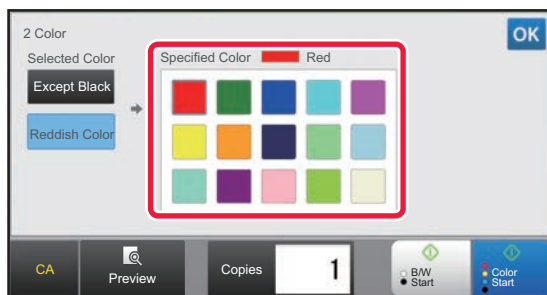 2 Color
OK
Selected Color
Specified Color Red
Except Black
Reddish Color
CA
Preview
Copies
1
B/W
Start
Color
Start